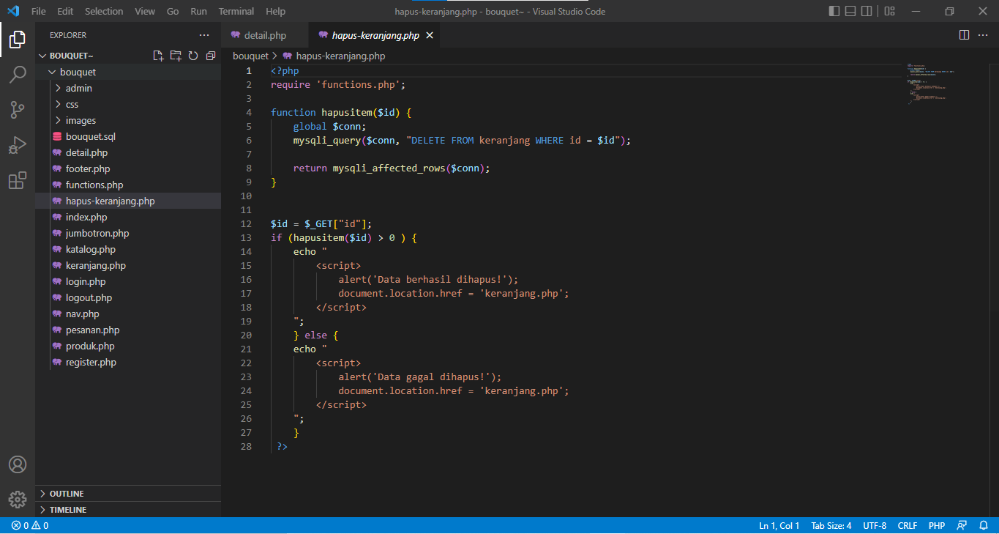 File Edit Selection View Go Run Terminal Help hapus-keranjang.php - bouquet~ - Visual Studio Code
EXPLORER
BOUQUET~
bouquet
admin
css
images
bouquet.sql
detail.php
footer.php
functions.php
hapus-keranjang.php
index.php
jumbotron.php
katalog.php
keranjang.php
login.php
logout.php
nav.php
pesanan.php
produk.php
register.php
OUTLINE
TIMELINE
detail.php hapus-keranjang.php
bouquet > hapus-keranjang.php
1 <?php
2 require 'functions.php';
3
4 function hapusitem($id) {
5 global $conn;
6 mysqli_query($conn, "DELETE FROM keranjang WHERE id = $id");
7
8 return mysqli_affected_rows($conn);
9 }
10
11
12 $id = $_GET["id"];
13 if (hapusitem($id) > 0 ) {
14 echo "
15 <script>
16 alert('Data berhasil dihapus!');
17 document.location.href = 'keranjang.php';
18 </script>
19 ";
20 } else {
21 echo "
22 <script>
23 alert('Data gagal dihapus!');
24 document.location.href = 'keranjang.php';
25 </script>
26 ";
27 }
28 ?>
0 0 Ln 1, Col 1 Tab Size: 4 UTF-8 CRLF PHP